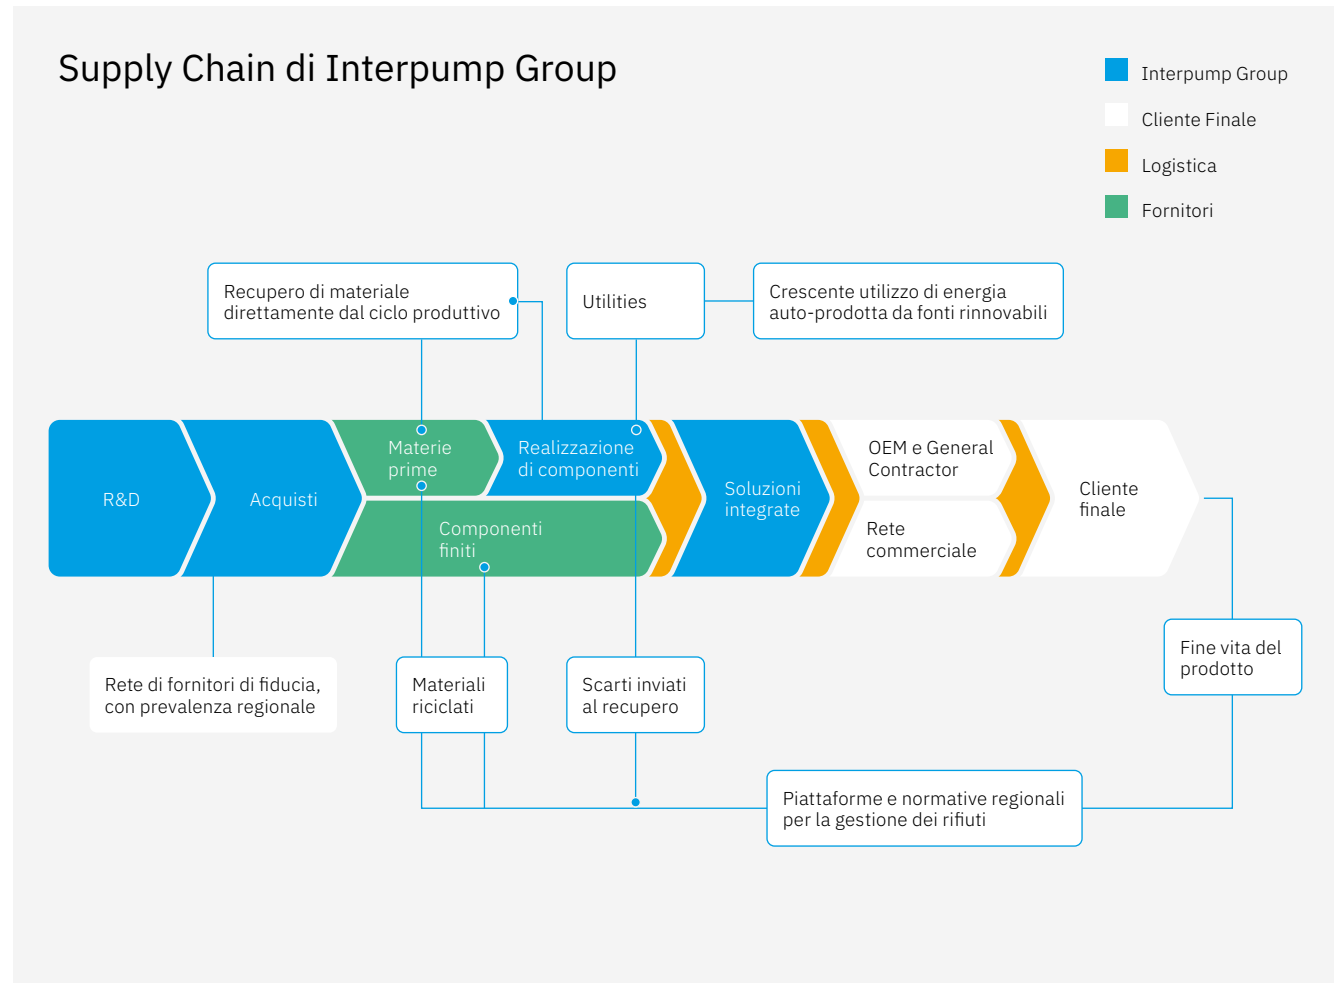 Supply Chain di Interpump Group
Interpump Group
Cliente Finale
Logistica
Fornitori
Recupero di materiale
direttamente dal ciclo produttivo
Utilities
Crescente utilizzo di energia
auto-prodotta da fonti rinnovabili
R&D
Acquisti
Materie
prime
Realizzazione
di componenti
Componenti
finiti
Soluzioni
integrate
OEM e General
Contractor
Rete
commerciale
Cliente
finale
Rete di fornitori di fiducia,
con prevalenza regionale
Materiali
riciclati
Scarti inviati
al recupero
Fine vita del
prodotto
Piattaforme e normative regionali
per la gestione dei rifiuti